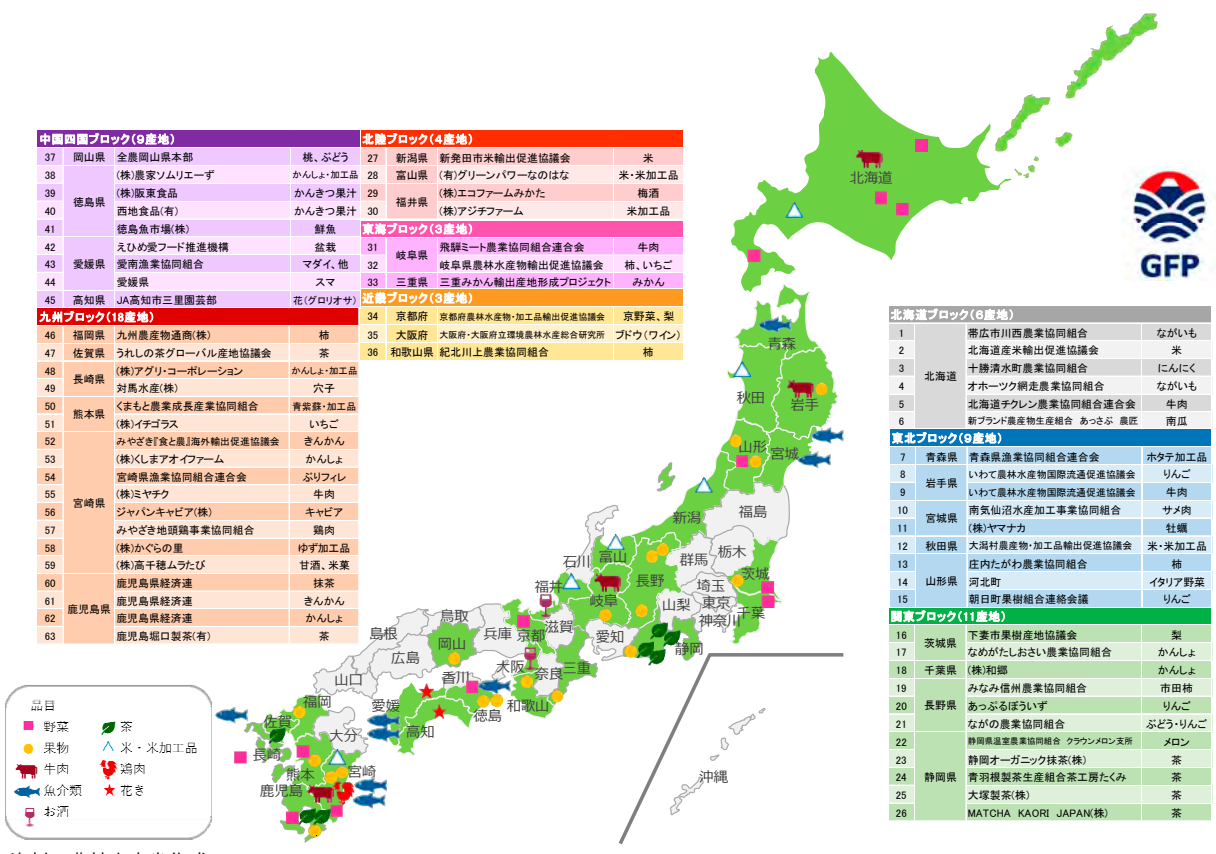 中国四国ブロック(9産地)
37 岡山県 全農岡山県本部 桃、ぶどう
38 徳島県 (株)農家ソムリエーず かんしょ・加工品
39 (株)阪東食品 かんきつ果汁
40 西地食品(有) かんきつ果汁
41 徳島魚市場(株) 鮮魚
42 愛媛県 えひめ愛フード推進機構 盆栽
43 愛南漁業協同組合 マダイ、他
44 愛媛県 スマ
45 高知県 JA高知市三里園芸部 花(グロリオサ)
九州ブロック(18産地)
46 福岡県 九州農産物通商(株) 柿
47 佐賀県 うれしの茶グローバル産地協議会 茶
48 長崎県 (株)アグリ・コーポレーション かんしょ・加工品
49 対馬水産(株) 穴子
50 熊本県 くまもと農業成長産業協同組合 青紫蘇・加工品
51 (株)イチゴラス いちご
52 宮崎県 みやざき『食と農』海外輸出促進協議会 きんかん
53 (株)くしまアオイファーム かんしょ
54 宮崎県漁業協同組合連合会 ぶりフィレ
55 (株)ミヤチク 牛肉
56 ジャパンキャビア(株) キャビア
57 みやざき地頭鶏事業協同組合 鶏肉
58 (株)かぐらの里 ゆず加工品
59 (株)高千穂ムラたび 甘酒、米菓
60 鹿児島県 鹿児島県経済連 抹茶
61 鹿児島県経済連 きんかん
62 鹿児島県経済連 かんしょ
63 鹿児島堀口製茶(有) 茶
北陸ブロック(4産地)
27 新潟県 新発田市米輸出促進協議会 米
28 富山県 (有)グリーンパワーなのはな 米・米加工品
29 福井県 (株)エコファームみかた 梅酒
30 (株)アジチファーム 米加工品
東海ブロック(3産地)
31 岐阜県 飛騨ミート農業協同組合連合会 牛肉
32 岐阜県農林水産物輸出促進協議会 柿、いちご
33 三重県 三重みかん輸出産地形成プロジェクト みかん
近畿ブロック(3産地)
34 京都府 京都府農林水産物・加工品輸出促進協議会 京野菜、梨
35 大阪府 大阪府・大阪府立環境農林水産総合研究所 ブドウ(ワイン)
36 和歌山県 紀北川上農業協同組合 柿
GFP
北海道ブロック(6産地)
1 北海道 帯広市川西農業協同組合 ながいも
2 北海道産米輸出促進協議会 米
3 十勝清水町農業協同組合 にんにく
4 オホーツク網走農業協同組合 ながいも
5 北海道チクレン農業協同組合連合会 牛肉
6 新ブランド農産物生産組合 あっさぶ 農匠 南瓜
東北ブロック(9産地)
7 青森県 青森県漁業協同組合連合会 ホタテ加工品
8 岩手県 いわて農林水産物国際流通促進協議会 りんご
9 いわて農林水産物国際流通促進協議会 牛肉
10 宮城県 南気仙沼水産加工事業協同組合 サメ肉
11 (株)ヤマナカ 牡蠣
12 秋田県 大潟村農産物・加工品輸出促進協議会 米・米加工品
13 山形県 庄内たがわ農業協同組合 柿
14 河北町 イタリア野菜
15 朝日町果樹組合連絡会議 りんご
関東ブロック(11産地)
16 茨城県 下妻市果樹産地協議会 梨
17 なめがたしおさい農業協同組合 かんしょ
18 千葉県 (株)和郷 かんしょ
19 長野県 みなみ信州農業協同組合 市田柿
20 あっぷるぼういず りんご
21 ながの農業協同組合 ぶどう・りんご
22 静岡県 静岡県温室農業協同組合 クラウンメロン支所 メロン
23 静岡オーガニック抹茶(株) 茶
24 青羽根製茶生産組合茶工房たくみ 茶
25 大塚製茶(株) 茶
26 MATCHA KAORI JAPAN(株) 茶
北海道
青森
秋田
岩手
山形
宮城
新潟
福島
石川
富山
群馬
栃木
長野
茨城
福井
岐阜
埼玉
山梨
東京
千葉
神奈川
鳥取
兵庫
京都
滋賀
愛知
静岡
島根
岡山
広島
大阪
奈良
三重
山口
香川
和歌山
愛媛
徳島
高知
福岡
佐賀
大分
長崎
熊本
宮崎
鹿児島
沖縄
品目
野菜 茶
果物 米・米加工品
牛肉 鶏肉
魚介類 花き
お酒